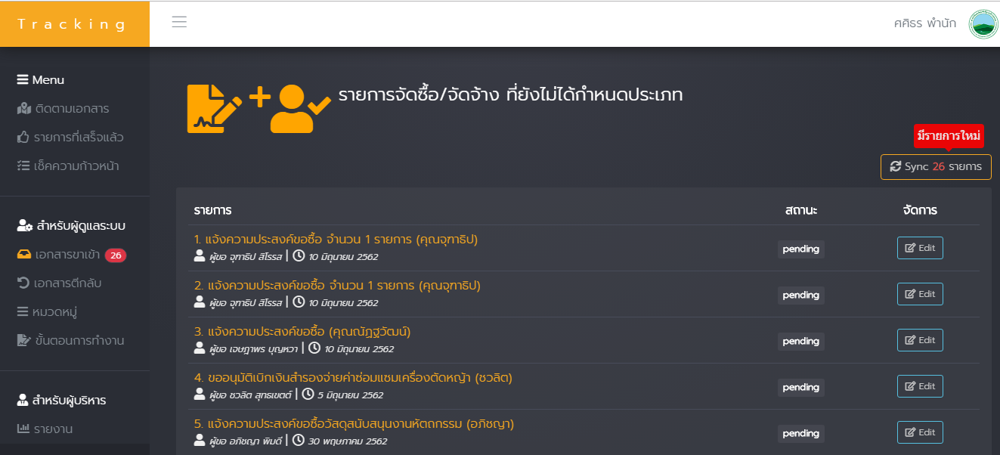 Tracking
ศศิธร พำนัก
Menu
ติดตามเอกสาร
รายการที่เสร็จแล้ว
เช็คความก้าวหน้า
สำหรับผู้ดูแลระบบ
เอกสารขาเข้า 26
เอกสารตีกลับ
หมวดหมู่
ขั้นตอนการทำงาน
สำหรับผู้บริหาร
รายงาน
รายการจัดซื้อ/จัดจ้าง ที่ยังไม่ได้กำหนดประเภท
มีรายการใหม่
Sync 26 รายการ
รายการ สถานะ จัดการ
1. แจ้งความประสงค์ขอซื้อ จำนวน 1 รายการ (คุณจุฑาธิป)
ผู้ขอ จุฑาธิป สิโรรส | 10 มิถุนายน 2562
pending Edit
2. แจ้งความประสงค์ขอซื้อ จำนวน 1 รายการ (คุณจุฑาธิป)
ผู้ขอ จุฑาธิป สิโรรส | 10 มิถุนายน 2562
pending Edit
3. แจ้งความประสงค์ขอซื้อ (คุณณัฏฐวัฒน์)
ผู้ขอ เจษฎาพร บุญหวา | 10 มิถุนายน 2562
pending Edit
4. ขออนุมัติเบิกเงินสำรองจ่ายค่าซ่อมแซมเครื่องตัดหญ้า (ชวลิต)
ผู้ขอ ชวลิต สุทธเขตต์ | 5 มิถุนายน 2562
pending Edit
5. แจ้งความประสงค์ขอซื้อวัสดุสนับสนุนงานหัตถกรรม (อภิชญา)
ผู้ขอ อภิชญา พิมดี | 30 พฤษภาคม 2562
pending Edit